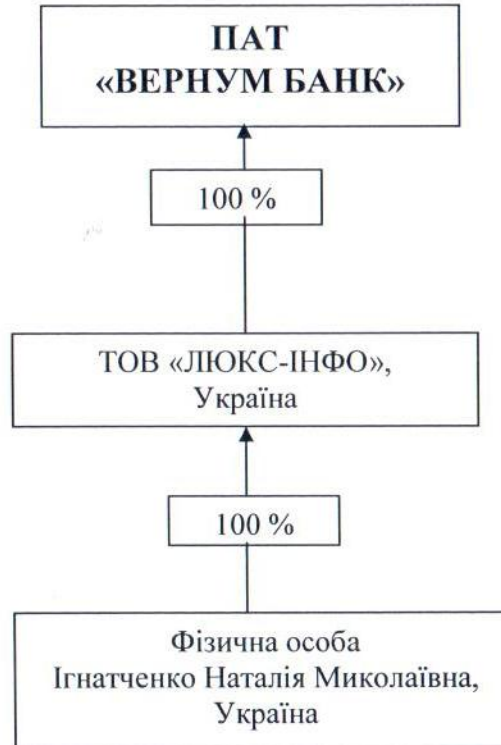 ПАТ
«ВЕРНУМ БАНК»
100 %
ТОВ «ЛЮКС-ІНФО»,
Україна
100 %
Фізична особа
Ігнатченко Наталія Миколаївна,
Україна